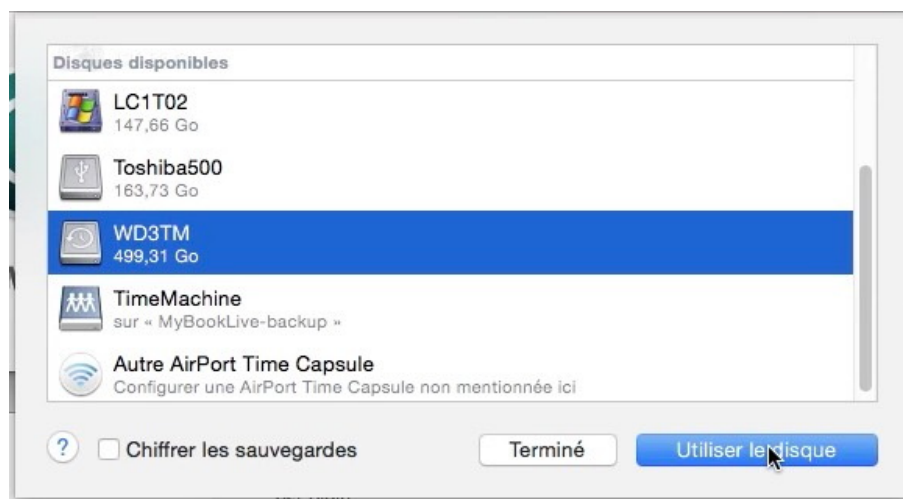 Disques disponibles
LC1T02
147,66 Go
Toshiba500
163,73 Go
WD3TM
499,31 Go
TimeMachine
sur « MyBookLive-backup »
Autre AirPort Time Capsule
Configurer une AirPort Time Capsule non mentionnée ici
? Chiffrer les sauvegardes Terminé Utiliser le disque